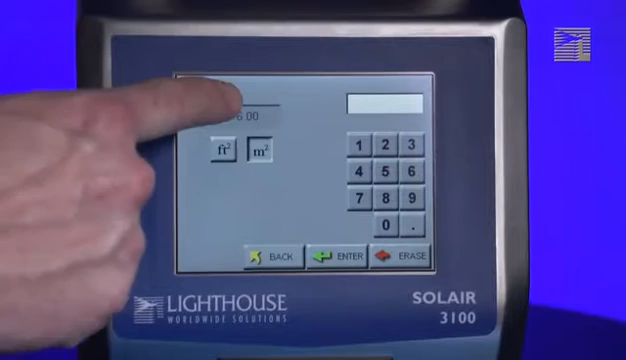 6 00
ft²
m²
1 2 3
4 5 6
7 8 9
0 .
BACK ENTER ERASE
LIGHTHOUSE
WORLDWIDE SOLUTIONS
SOLAIR
3100